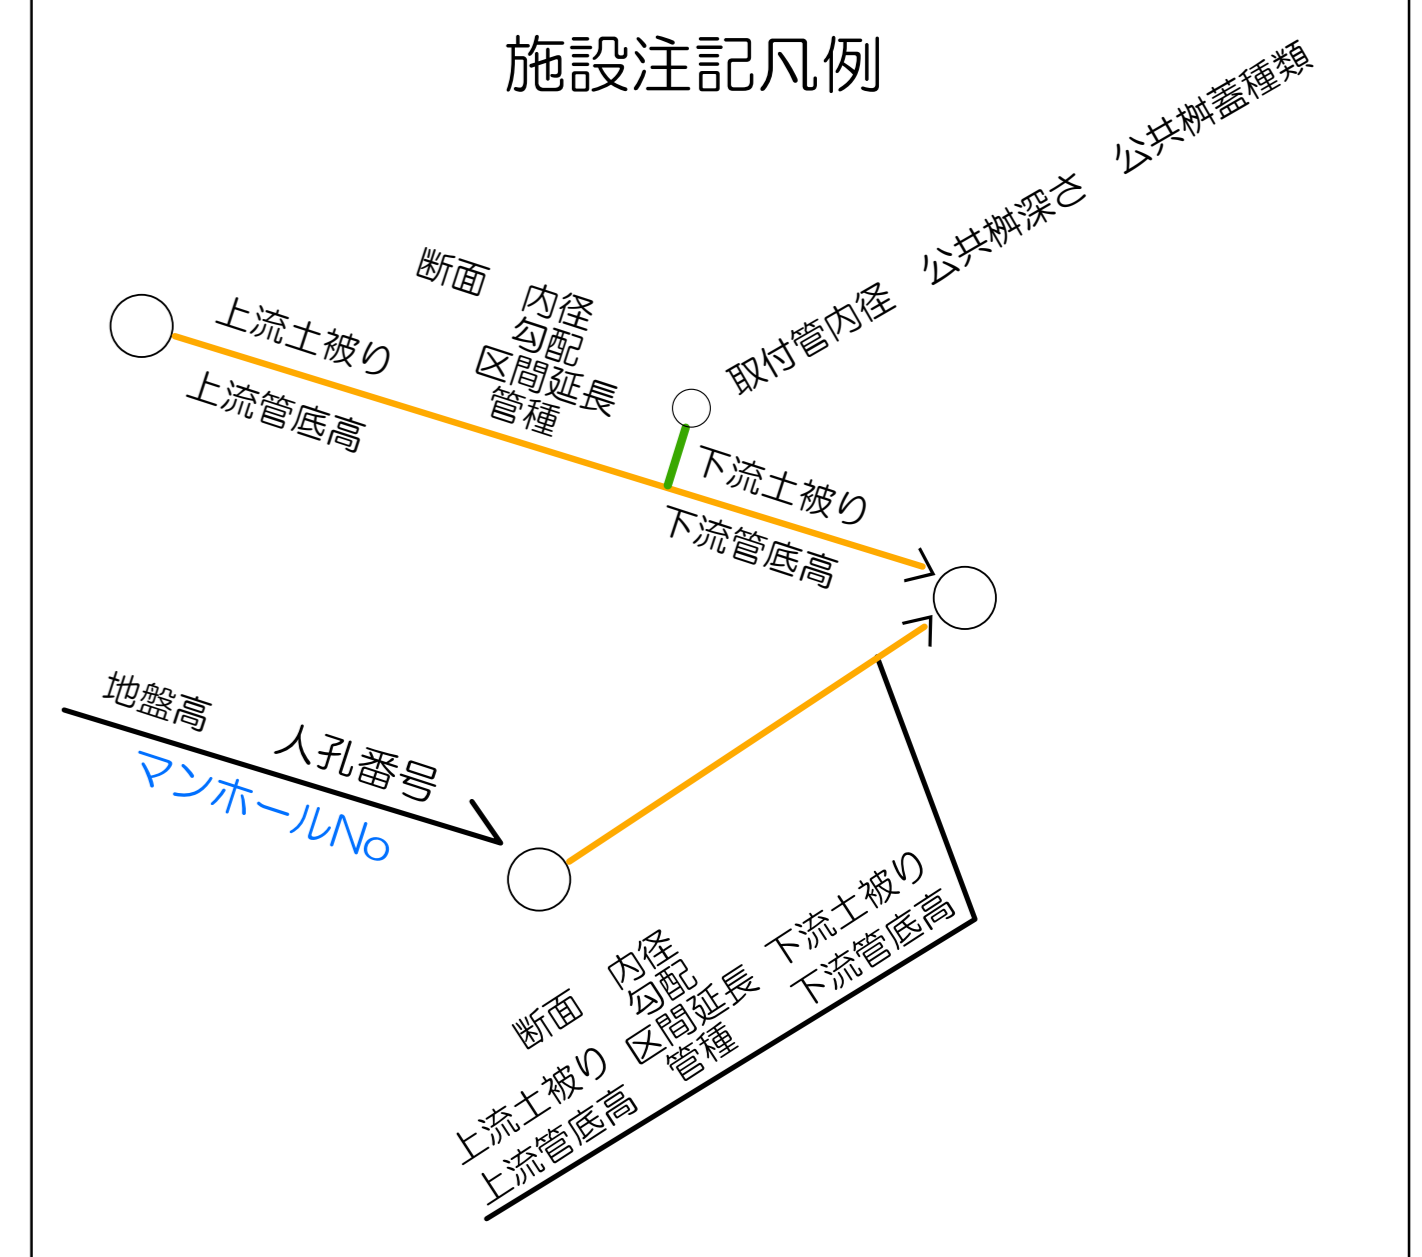 施設注記凡例
取付管内径　公共桝深さ　公共桝蓋種類
断面　内径
勾配
区間延長
管種
上流土被り
上流管底高
下流土被り
下流管底高
地盤高　人孔番号
マンホールNo
断面　内径
勾配
上流土被り　区間延長　下流土被り
上流管底高　管種　下流管底高